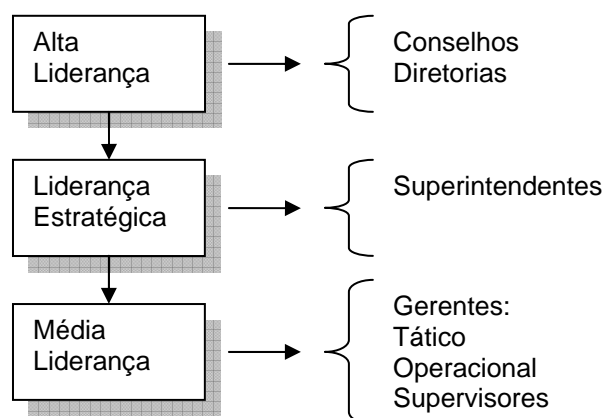 Alta
Liderança
Conselhos
Diretorias
Liderança
Estratégica
Superintendentes
Média
Liderança
Gerentes:
Tático
Operacional
Supervisores